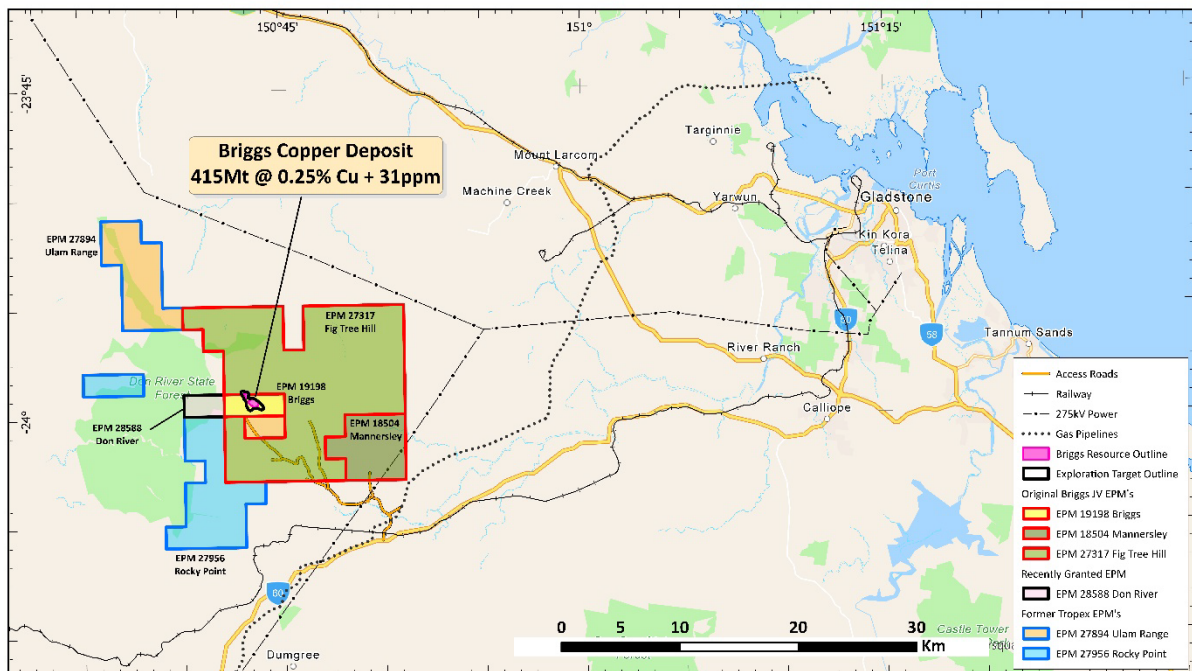 150°45'
151°
151°15'
-23°45'
-24°
Briggs Copper Deposit
415Mt @ 0.25% Cu + 31ppm
Targinnie
Mount Larcom
Machine Creek
Yarwun
Port
Curtis
Gladstone
Kin Kora
Telina
EPM 27894
Ulam Range
EPM 27317
Fig Tree Hill
60
58
Tannum Sands
River Ranch
Don River State
Forest
EPM 19198
Briggs
EPM 28588
Don River
EPM 18504
Mannersley
Calliope
EPM 27956
Rocky Point
60
Dumgree
0 10 20 30
Km
Castle Tower
Access Roads
Railway
275kV Power
Gas Pipelines
Briggs Resource Outline
Exploration Target Outline
Original Briggs JV EPM's
EPM 19198 Briggs
EPM 18504 Mannersley
EPM 27317 Fig Tree Hill
Recently Granted EPM
EPM 28588 Don River
Former Tropex EPM's
EPM 27894 Ulam Range
EPM 27956 Rocky Point